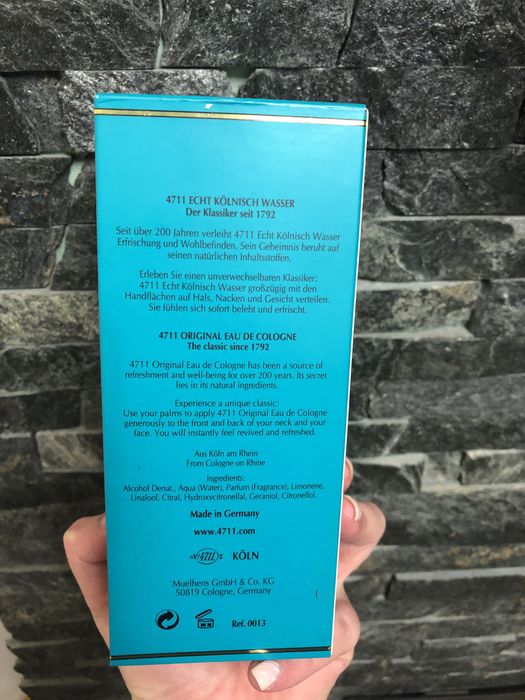 4711 ECHT KÖLNISCH WASSER
Der Klassiker seit 1792
Seit über 200 Jahren verleiht 4711 Echt Kölnisch Wasser
Erfrischung und Wohlbefinden. Sein Geheimnis beruht auf
seinen natürlichen Inhaltsstoffen.
Erleben Sie einen unverwechselbaren Klassiker:
4711 Echt Kölnisch Wasser großzügig mit den
Handflächen auf Hals, Nacken und Gesicht verteilen.
Sie fühlen sich sofort belebt und erfrischt.
4711 ORIGINAL EAU DE COLOGNE
The classic since 1792
4711 Original Eau de Cologne has been a source of
refreshment and well-being for over 200 years. Its secret
lies in its natural ingredients.
Experience a unique classic:
Use your palms to apply 4711 Original Eau de Cologne
generously to the front and back of your neck and your
face. You will instantly feel revived and refreshed.
Aus Köln am Rhein
From Cologne on Rhine
Ingredients:
Alcohol Denat., Aqua (Water), Parfum (Fragrance), Limonene,
Linalool, Citral, Hydroxycitronellal, Geraniol, Citronellol.
Made in Germany
www.4711.com
Nº 4711 KÖLN
Muelhens GmbH & Co. KG
50819 Cologne, Germany
Ref. 0013